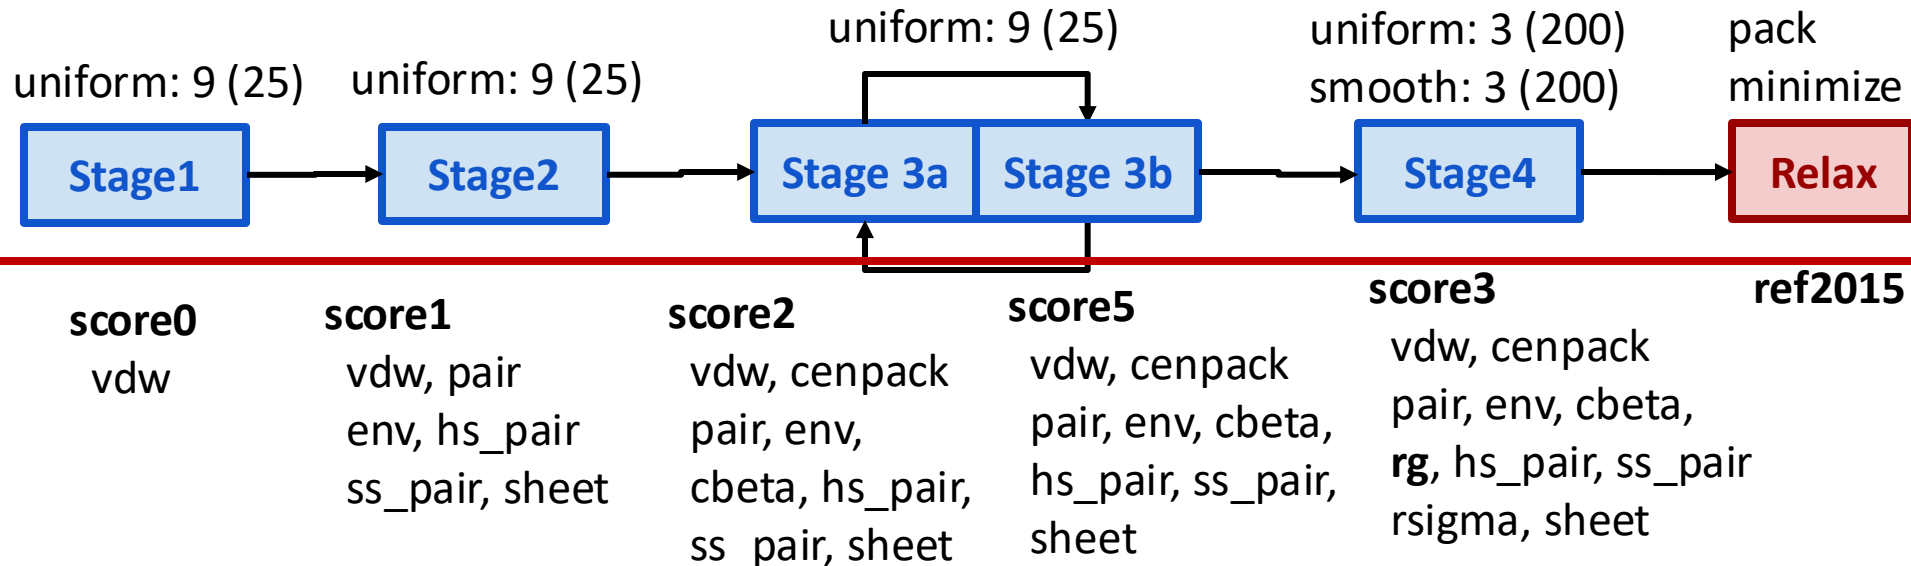 uniform: 9 (25)
uniform: 9 (25)
uniform: 9 (25)
uniform: 3 (200)
smooth: 3 (200)
pack
minimize
Stage1
Stage2
Stage 3a
Stage 3b
Stage4
Relax
score0
vdw
score1
vdw, pair
env, hs_pair
ss_pair, sheet
score2
vdw, cenpack
pair, env,
cbeta, hs_pair,
ss_pair, sheet
score5
vdw, cenpack
pair, env, cbeta,
hs_pair, ss_pair,
sheet
score3
vdw, cenpack
pair, env, cbeta,
rg, hs_pair, ss_pair
rsigma, sheet
ref2015